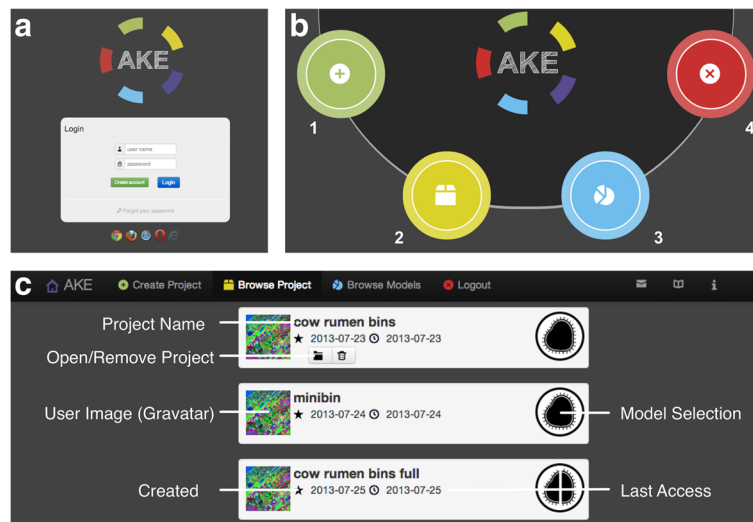 a
AKE
Login
user name
password
Create account Login
Forgot your password
b
AKE
1
2
3
4
c AKE Create Project Browse Project Browse Models Logout
Project Name
cow rumen bins
2013-07-23 2013-07-23
Open/Remove Project
minibin
User Image (Gravatar)
2013-07-24 2013-07-24
Model Selection
cow rumen bins full
Created
2013-07-25 2013-07-25
Last Access